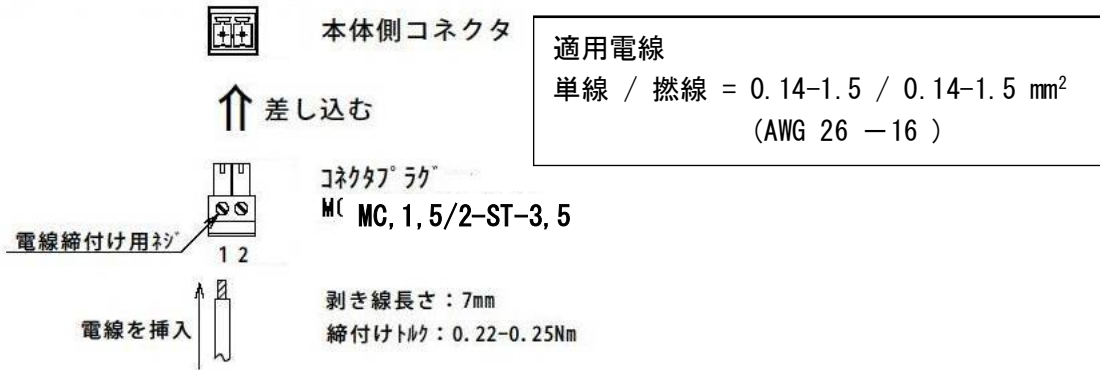 本体側コネクタ
適用電線
単線 / 撚線 = 0.14-1.5 / 0.14-1.5 mm²
(AWG 26 －16 )
差し込む
ｺﾈｸﾀﾌﾟﾗｸﾞ
MC,1,5/2-ST-3,5
電線締付け用ﾈｼﾞ
1 2
剥き線長さ：7mm
電線を挿入
締付けﾄﾙｸ：0.22-0.25Nm